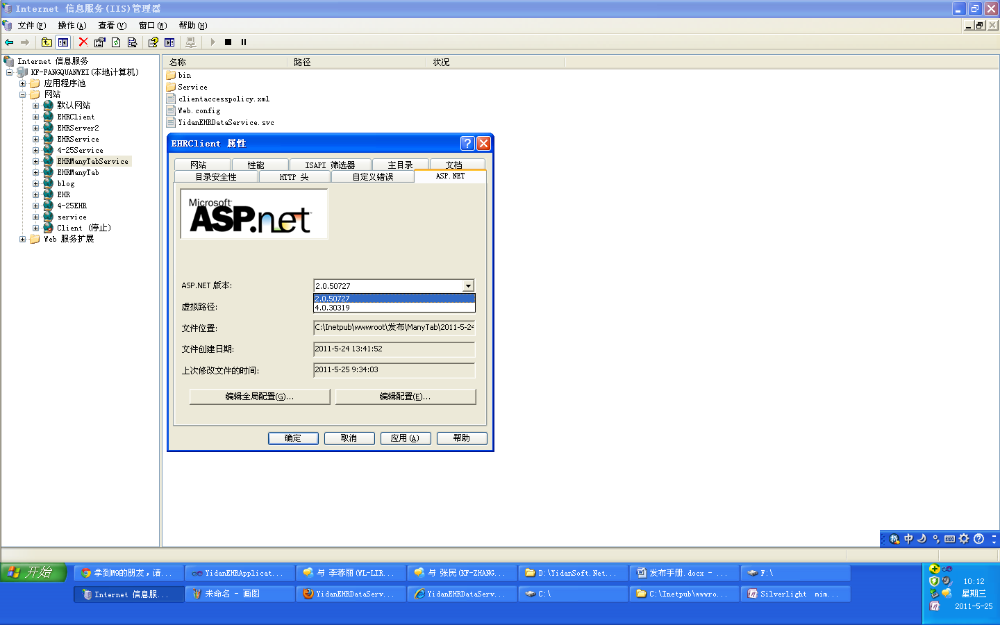 Internet 信息服务(IIS)管理器
文件(F) 操作(A) 查看(V) 窗口(W) 帮助(H)
Internet 信息服务
KF-FANGQUANWEI(本地计算机)
应用程序池
网站
默认网站
EHRClient
EHRServer2
EHRService
4-25Service
EHRManyTabService
EHRManyTab
blog
EHR
4-25EHR
service
Client (停止)
Web 服务扩展
名称 路径 状况
bin
Service
clientaccesspolicy.xml
Web.config
YidanEHRDataService.svc
EHRClient 属性
网站 性能 ISAPI 筛选器 主目录 文档
目录安全性 HTTP 头 自定义错误 ASP.NET
Microsoft
ASP.net
ASP.NET 版本: 2.0.50727
2.0.50727
4.0.30319
虚拟路径:
文件位置: C:\Inetpub\wwwroot\发布\ManyTab\2011-5-24
文件创建日期: 2011-5-24 13:41:52
上次修改文件的时间: 2011-5-25 9:34:03
编辑全局配置(G)... 编辑配置(E)...
确定 取消 应用(A) 帮助
中
开始
拿到M9的朋友，请... YidanEHRApplicat... 与 李蓉丽(WL-LIR... 与 张民(KF-ZHANG... D:\YidanSoft.Net... 发布手册.docx - ... F:\
Internet 信息服... 未命名 - 画图 YidanEHRDataServ... YidanEHRDataServ... C:\ C:\Inetpub\wwwro... Silverlight mim...
10:12
星期三
2011-5-25